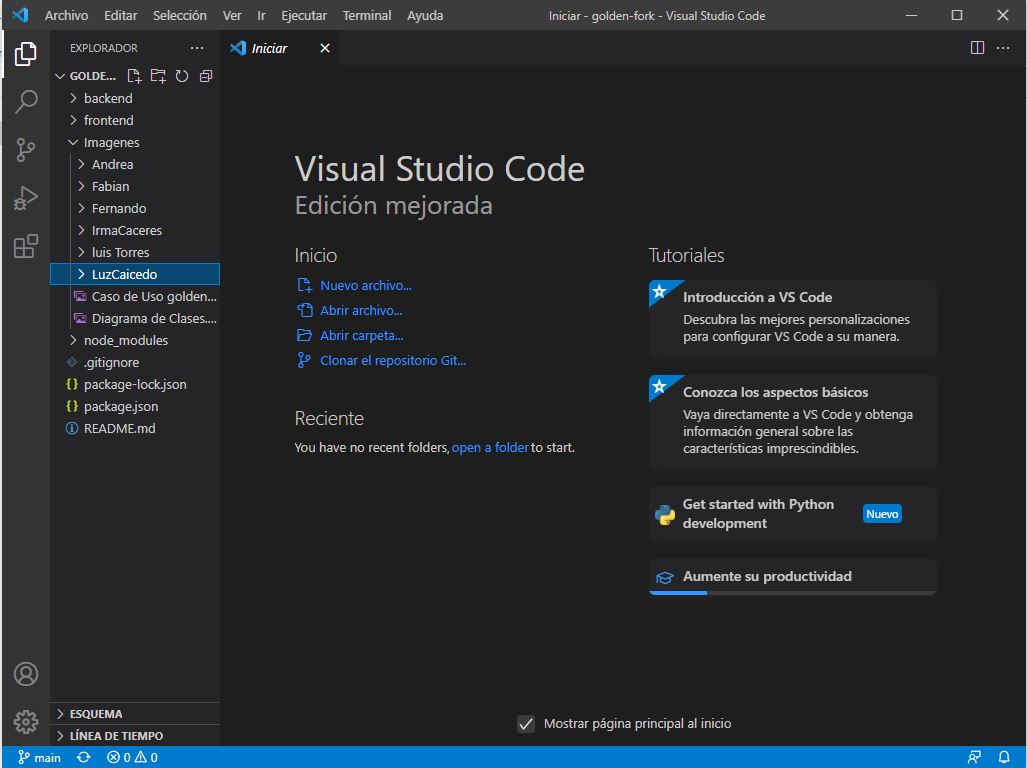 Archivo Editar Selección Ver Ir Ejecutar Terminal Ayuda
Iniciar - golden-fork - Visual Studio Code
EXPLORADOR
Iniciar
GOLDE...
backend
frontend
Imagenes
Andrea
Fabian
Fernando
IrmaCaceres
luis Torres
LuzCaicedo
Caso de Uso golden...
Diagrama de Clases....
node_modules
.gitignore
package-lock.json
package.json
README.md
ESQUEMA
LÍNEA DE TIEMPO
Visual Studio Code
Edición mejorada
Inicio
Nuevo archivo...
Abrir archivo...
Abrir carpeta...
Clonar el repositorio Git...
Reciente
You have no recent folders, open a folder to start.
Tutoriales
Introducción a VS Code
Descubra las mejores personalizaciones
para configurar VS Code a su manera.
Conozca los aspectos básicos
Vaya directamente a VS Code y obtenga
información general sobre las
características imprescindibles.
Get started with Python
development
Nuevo
Aumente su productividad
Mostrar página principal al inicio
main 0 0